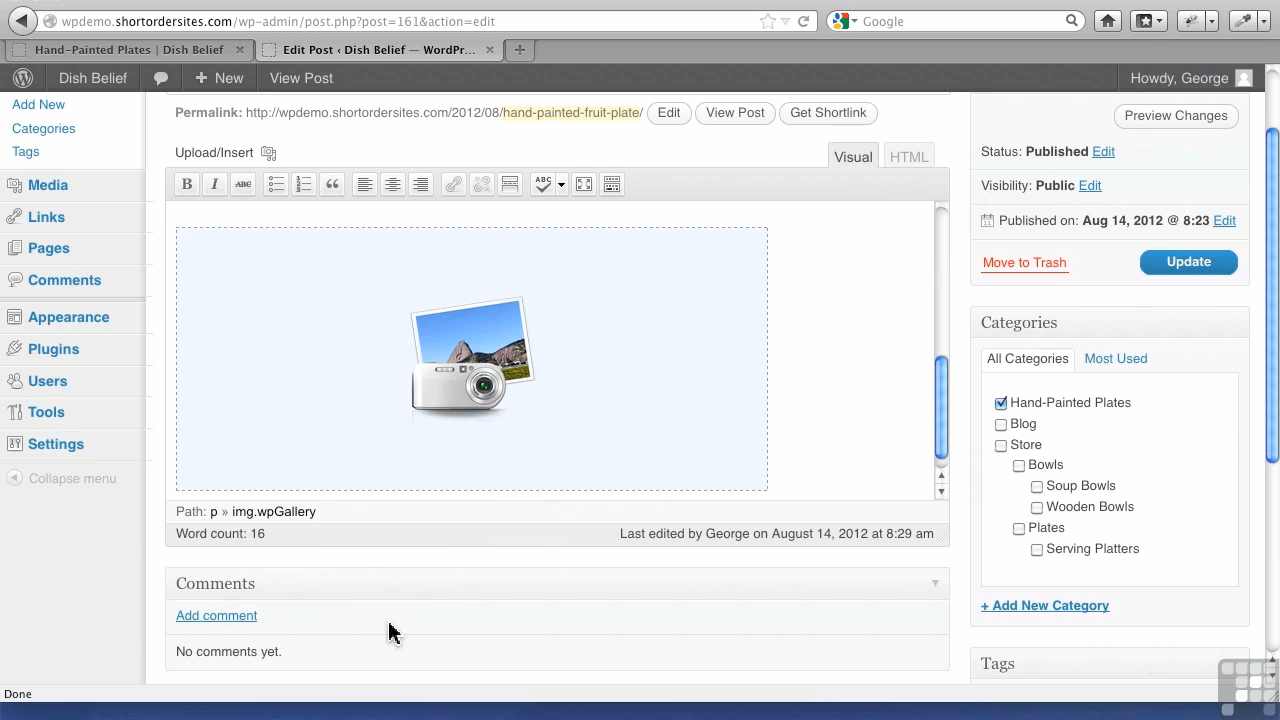 wpdemo.shortordersites.com/wp-admin/post.php?post=161&action=edit
Google
Hand-Painted Plates | Dish Belief
Edit Post ‹ Dish Belief — WordPr...
Dish Belief
New
View Post
Howdy, George
Add New
Categories
Tags
Media
Links
Pages
Comments
Appearance
Plugins
Users
Tools
Settings
Collapse menu
Permalink: http://wpdemo.shortordersites.com/2012/08/hand-painted-fruit-plate/
Edit
View Post
Get Shortlink
Upload/Insert
Visual
HTML
B
I
ABC
ABC
Path: p » img.wpGallery
Word count: 16
Last edited by George on August 14, 2012 at 8:29 am
Comments
Add comment
No comments yet.
Preview Changes
Status: Published Edit
Visibility: Public Edit
Published on: Aug 14, 2012 @ 8:23 Edit
Move to Trash
Update
Categories
All Categories
Most Used
Hand-Painted Plates
Blog
Store
Bowls
Soup Bowls
Wooden Bowls
Plates
Serving Platters
+ Add New Category
Tags
Done